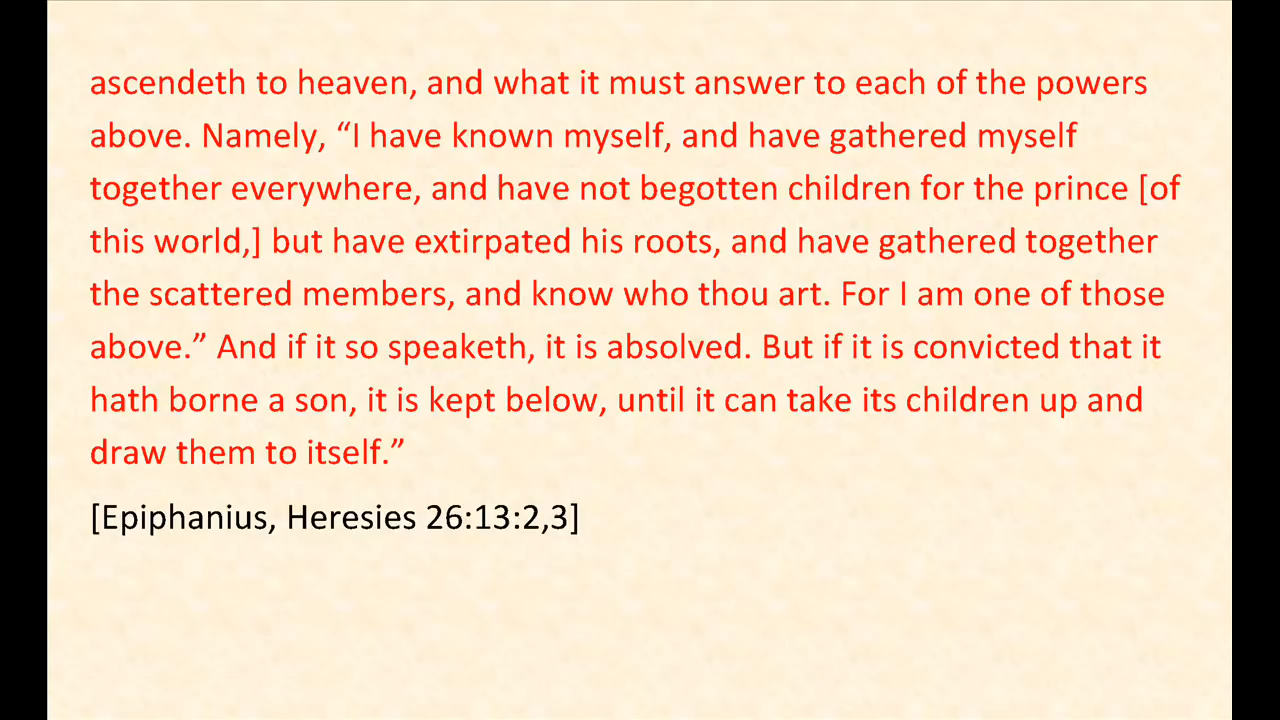 ascendeth to heaven, and what it must answer to each of the powers
above. Namely, “I have known myself, and have gathered myself
together everywhere, and have not begotten children for the prince [of
this world,] but have extirpated his roots, and have gathered together
the scattered members, and know who thou art. For I am one of those
above.” And if it so speaketh, it is absolved. But if it is convicted that it
hath borne a son, it is kept below, until it can take its children up and
draw them to itself.”
[Epiphanius, Heresies 26:13:2,3]